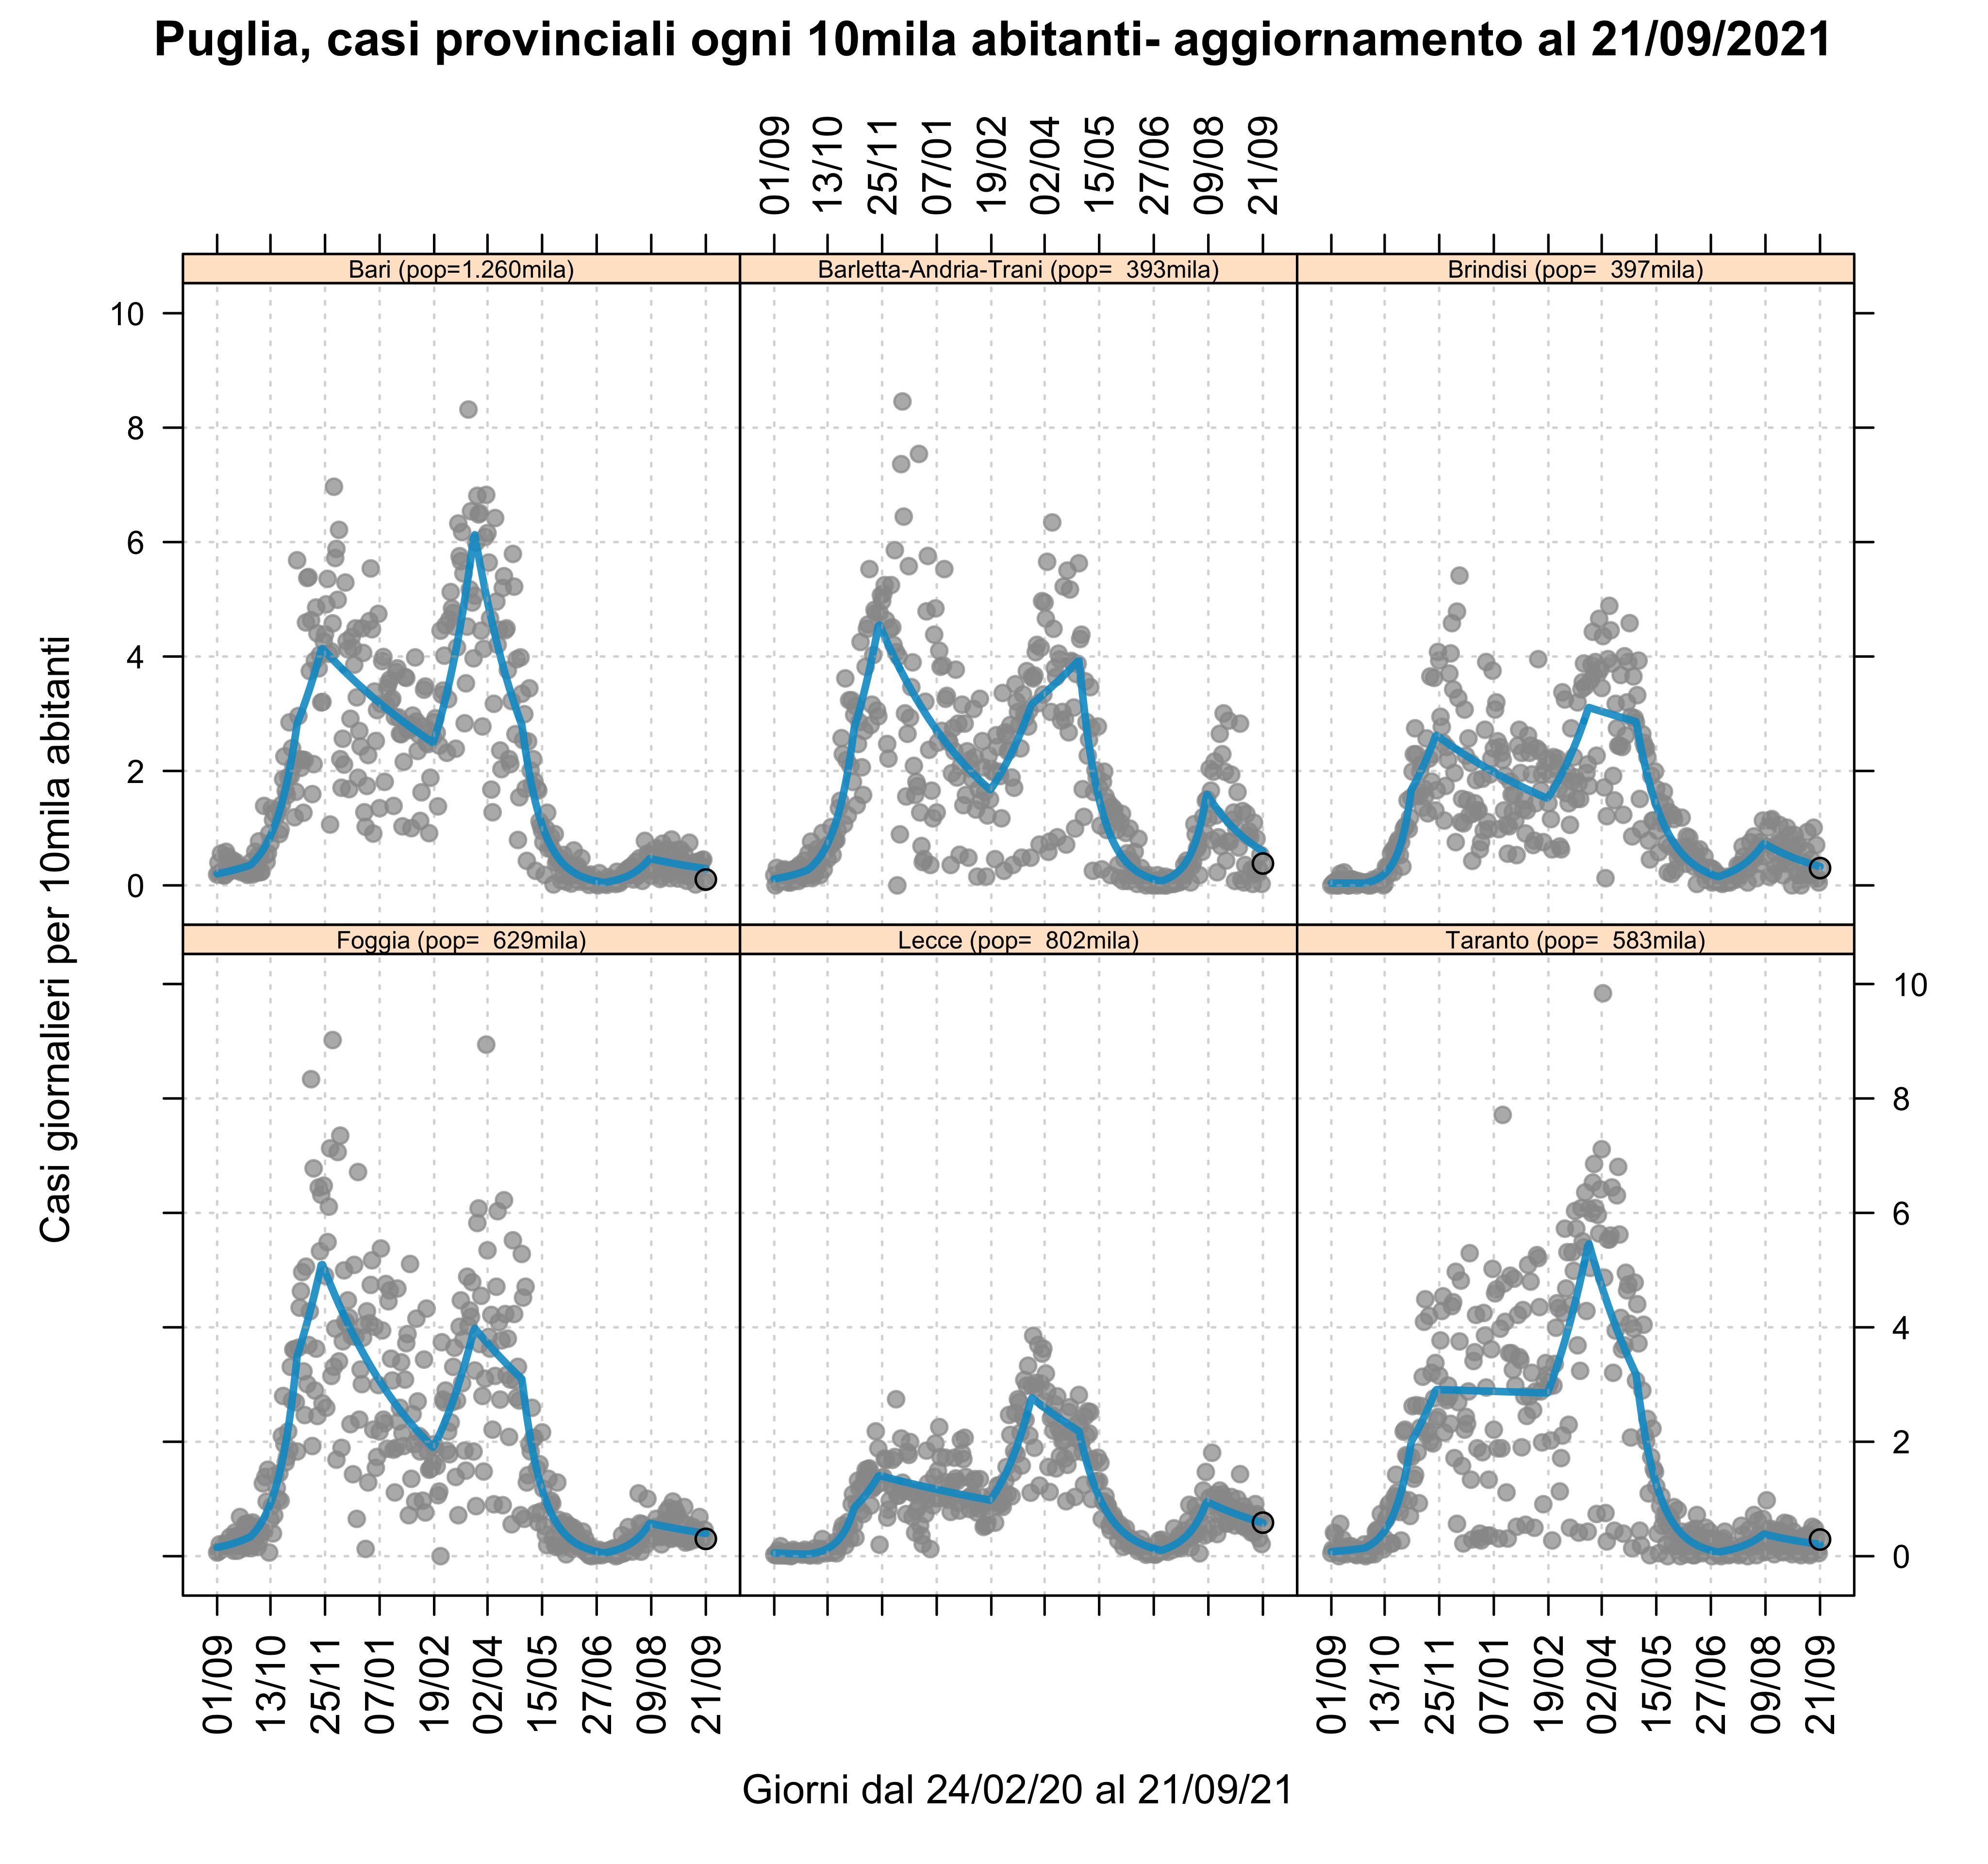 Puglia, casi provinciali ogni 10mila abitanti- aggiornamento al 21/09/2021
01/09 13/10 25/11 07/01 19/02 02/04 15/05 27/06 09/08 21/09
Bari (pop=1.260mila)
Barletta-Andria-Trani (pop=  393mila)
Brindisi (pop=  397mila)
10
8
6
4
2
0
Casi giornalieri per 10mila abitanti
Foggia (pop=  629mila)
Lecce (pop=  802mila)
Taranto (pop=  583mila)
10
8
6
4
2
0
01/09 13/10 25/11 07/01 19/02 02/04 15/05 27/06 09/08 21/09
01/09 13/10 25/11 07/01 19/02 02/04 15/05 27/06 09/08 21/09
Giorni dal 24/02/20 al 21/09/21